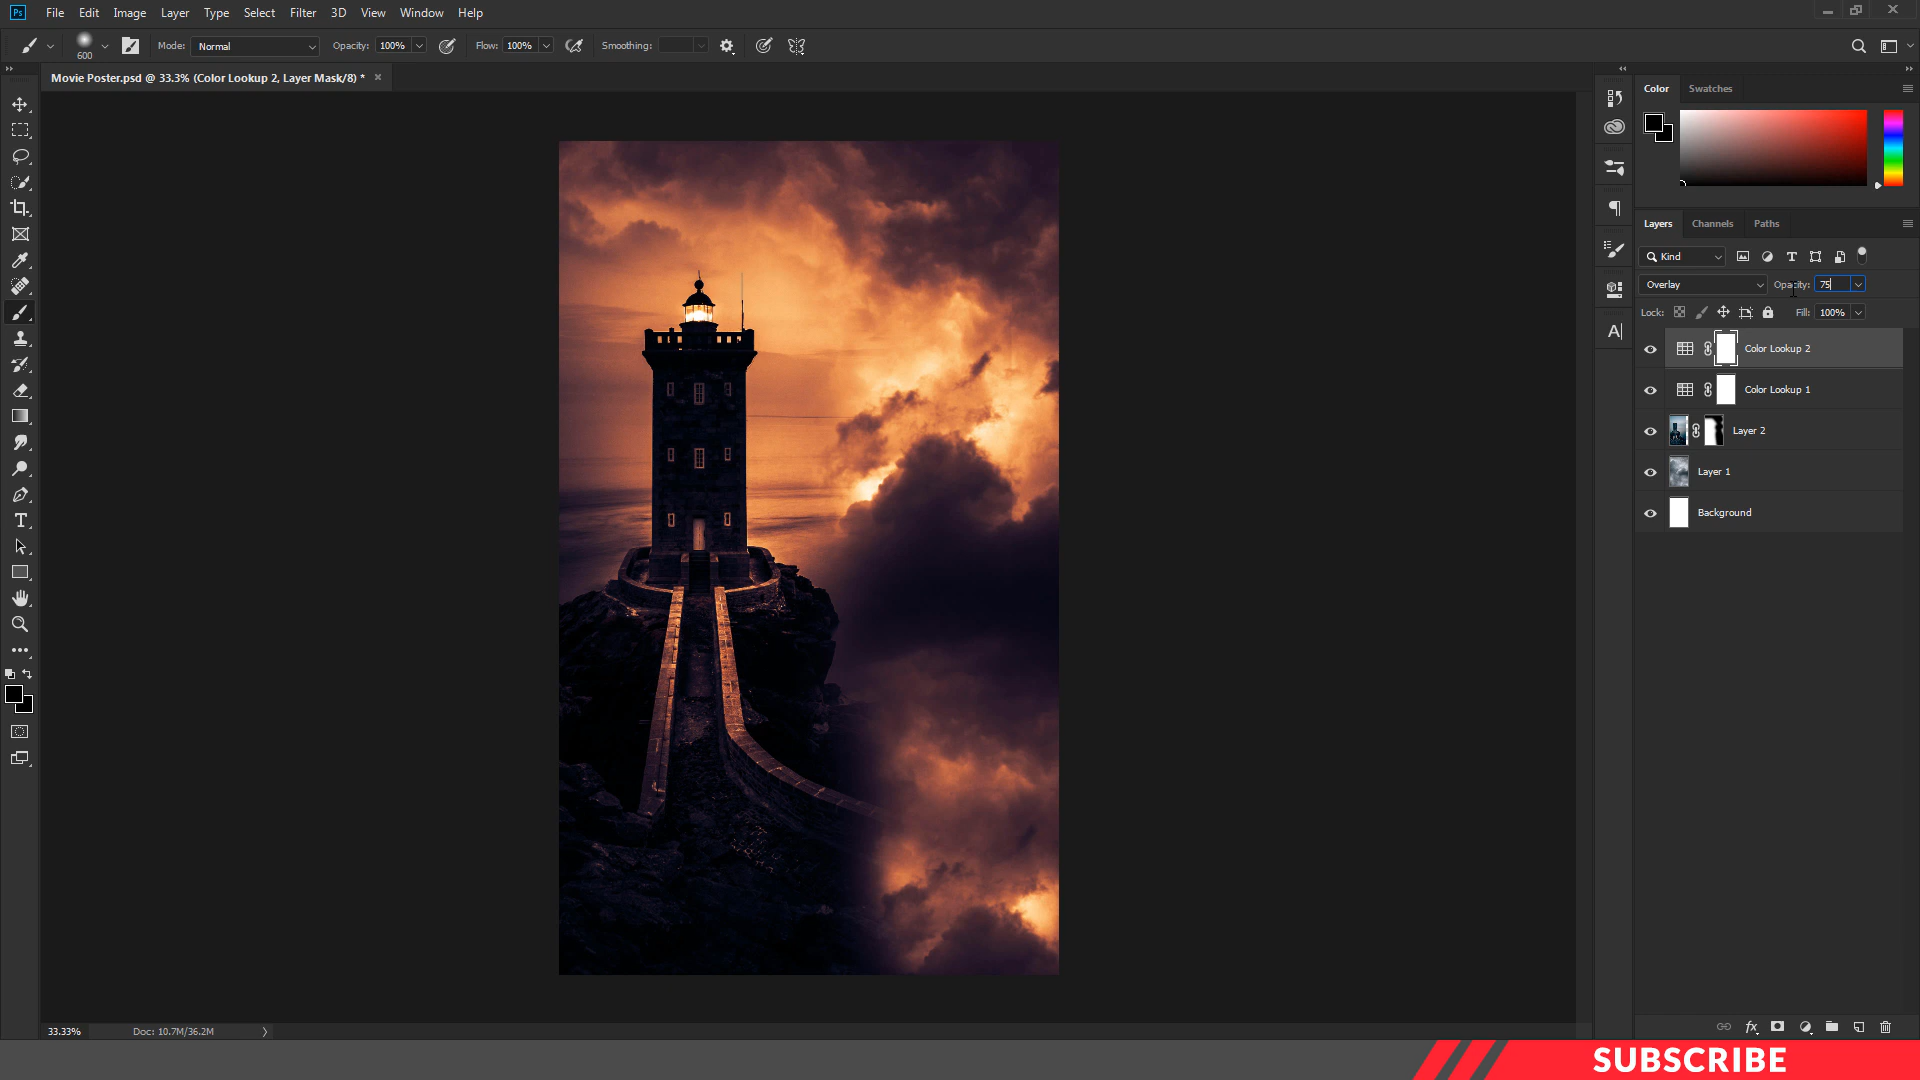 Ps File Edit Image Layer Type Select Filter 3D View Window Help
600 Mode: Normal Opacity: 100% Flow: 100% Smoothing:
Movie Poster.psd @ 33.3% (Color Lookup 2, Layer Mask/8) * ×
Color Swatches
Layers Channels Paths
Kind
Overlay Opacity: 75
Lock: Fill: 100%
Color Lookup 2
Color Lookup 1
Layer 2
Layer 1
Background
33.33% Doc: 10.7M/36.2M
SUBSCRIBE